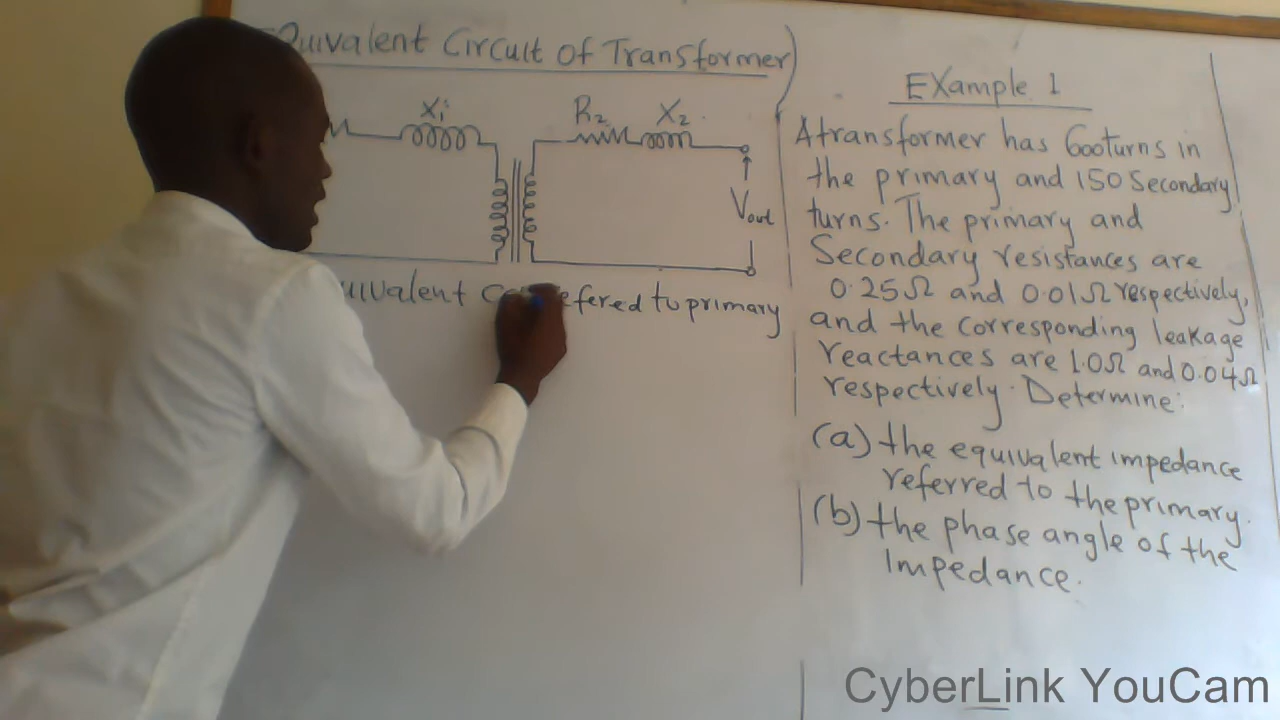 quivalent Circuit Of Transformer
X1
R2 X2
Vout
uivalent refered to primary
EXample 1
A transformer has 600turns in
the primary and 150 Secondary
turns. The primary and
Secondary resistances are
0.25Ω and 0.01Ω respectively,
and the corresponding leakage
reactances are 1.0Ω and 0.04Ω
respectively. Determine:
(a) the equivalent impedance
referred to the primary.
(b) the phase angle of the
Impedance.
CyberLink YouCam